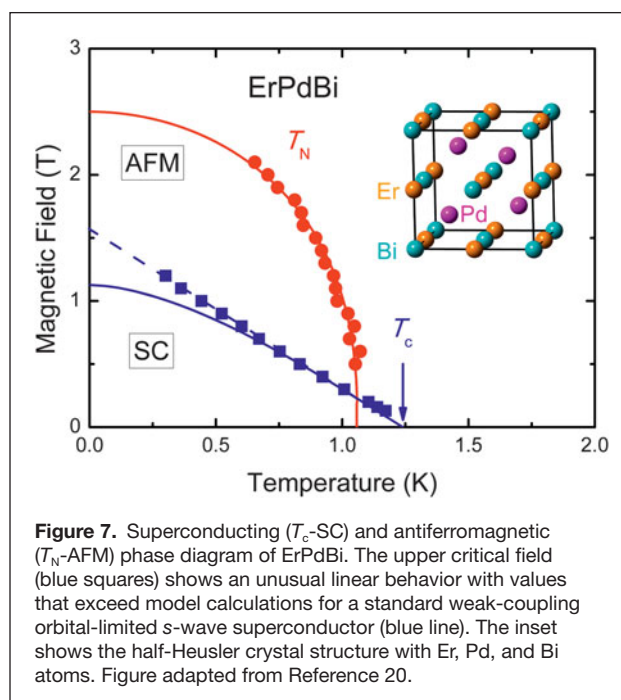 3
2
1
0
0.0
0.5
1.0
1.5
2.0
Magnetic Field (T)
Temperature (K)
ErPdBi
AFM
T_N
SC
T_c
Er
Pd
Bi
Figure 7. Superconducting (T_c-SC) and antiferromagnetic
(T_N-AFM) phase diagram of ErPdBi. The upper critical field
(blue squares) shows an unusual linear behavior with values
that exceed model calculations for a standard weak-coupling
orbital-limited s-wave superconductor (blue line). The inset
shows the half-Heusler crystal structure with Er, Pd, and Bi
atoms. Figure adapted from Reference 20.